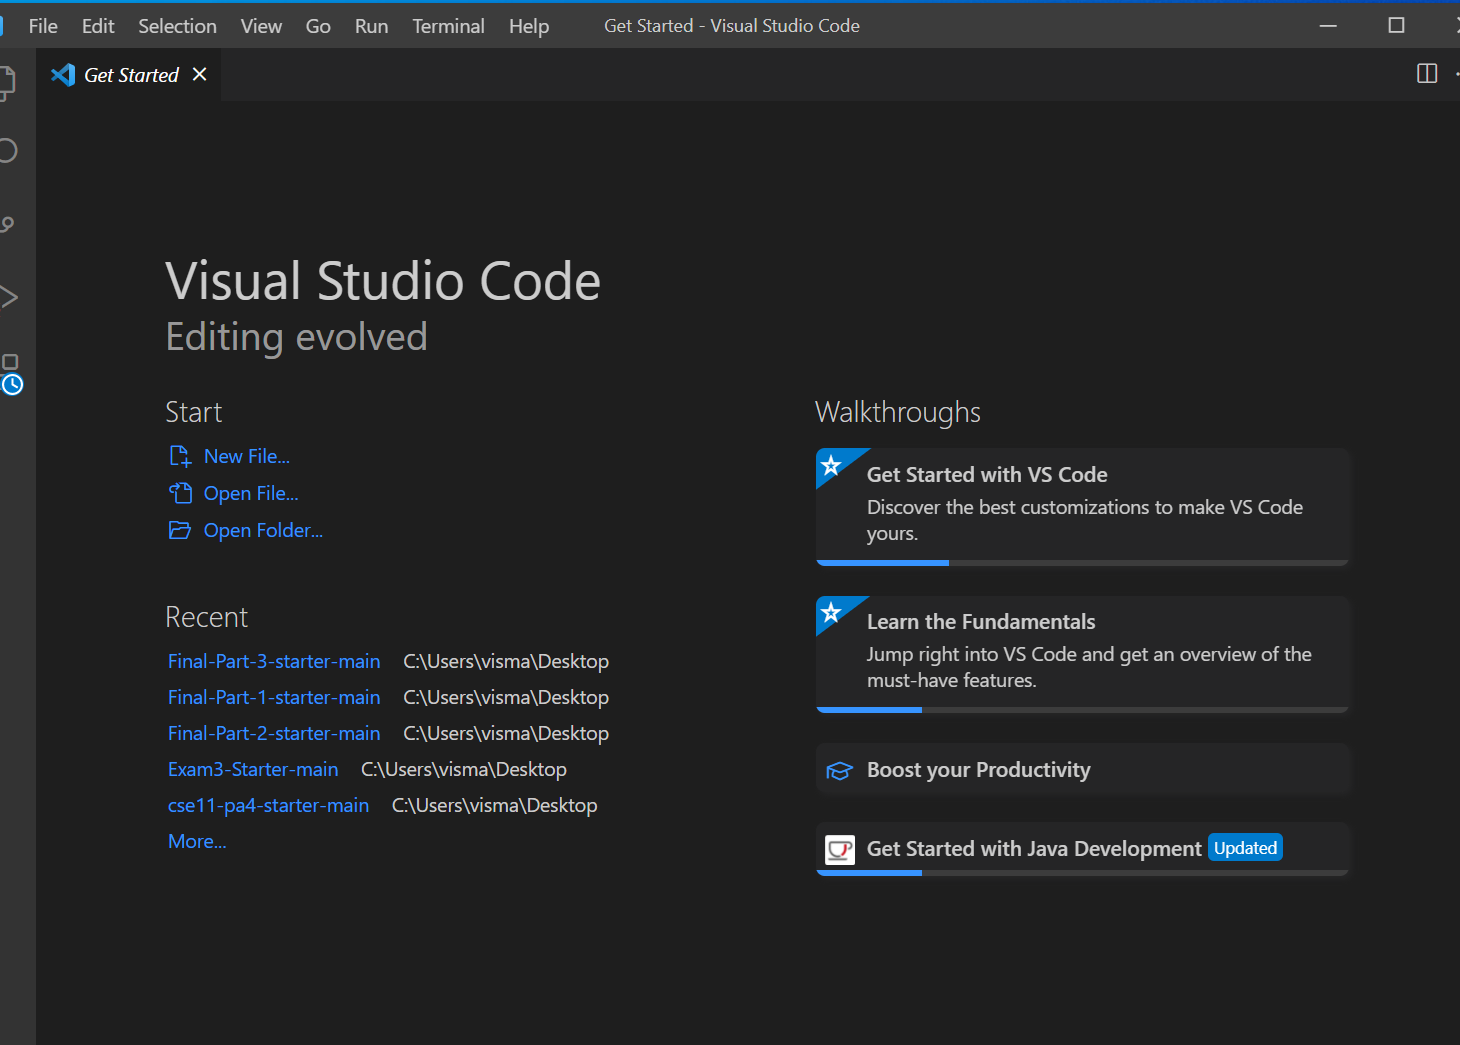 File Edit Selection View Go Run Terminal Help Get Started - Visual Studio Code
Get Started
Visual Studio Code
Editing evolved
Start
New File...
Open File...
Open Folder...
Recent
Final-Part-3-starter-main C:\Users\visma\Desktop
Final-Part-1-starter-main C:\Users\visma\Desktop
Final-Part-2-starter-main C:\Users\visma\Desktop
Exam3-Starter-main C:\Users\visma\Desktop
cse11-pa4-starter-main C:\Users\visma\Desktop
More...
Walkthroughs
Get Started with VS Code
Discover the best customizations to make VS Code
yours.
Learn the Fundamentals
Jump right into VS Code and get an overview of the
must-have features.
Boost your Productivity
Get Started with Java Development Updated